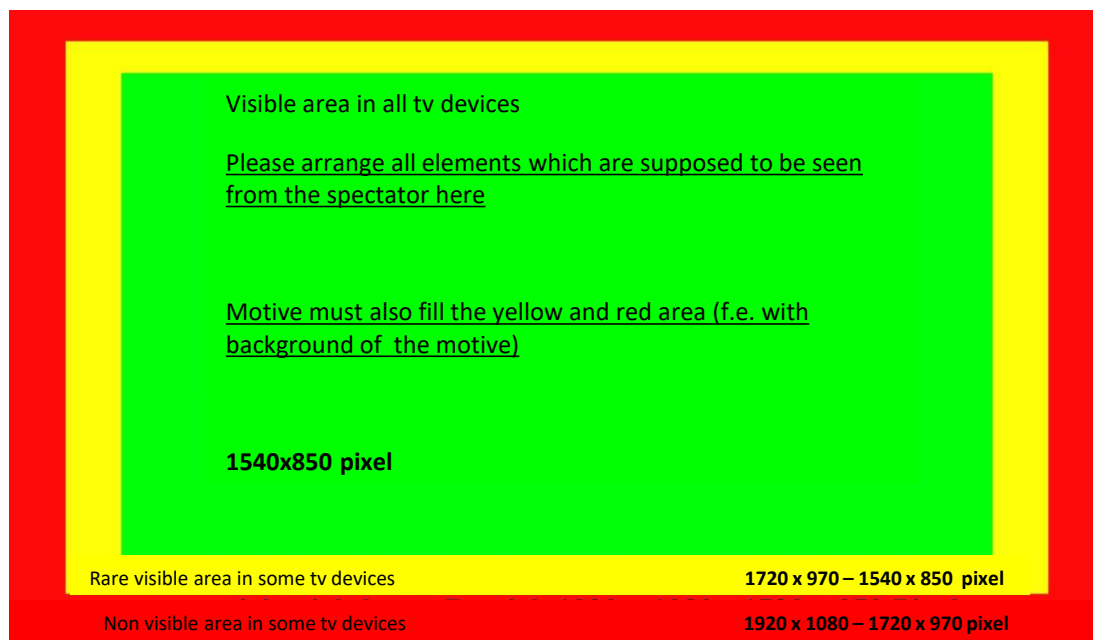 Visible area in all tv devices
Please arrange all elements which are supposed to be seen
from the spectator here
Motive must also fill the yellow and red area (f.e. with
background of the motive)
1540x850 pixel
Rare visible area in some tv devices 1720 x 970 – 1540 x 850 pixel
Non visible area in some tv devices 1920 x 1080 – 1720 x 970 pixel